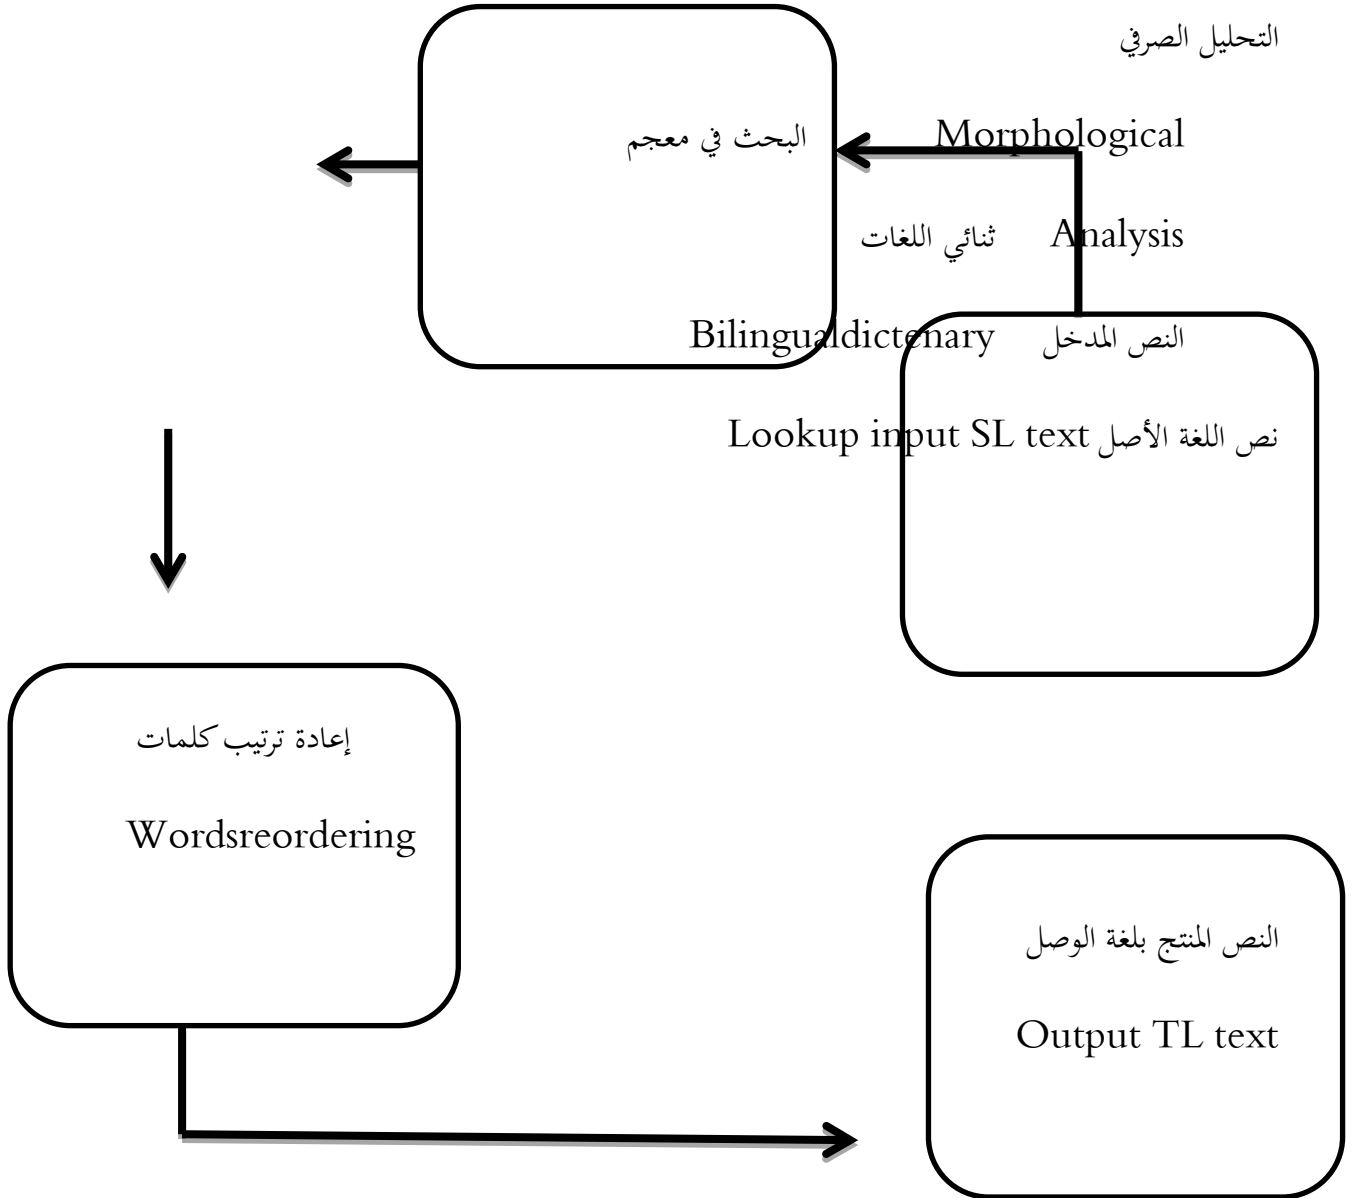 التحليل الصرفي
Morphological
البحث في معجم
Analysis ثنائي اللغات
النص المدخل Bilingualdictenary
نص اللغة الأصل Lookup input SL text
إعادة ترتيب كلمات
Wordsreordering
النص المنتج بلغة الوصل
Output TL text